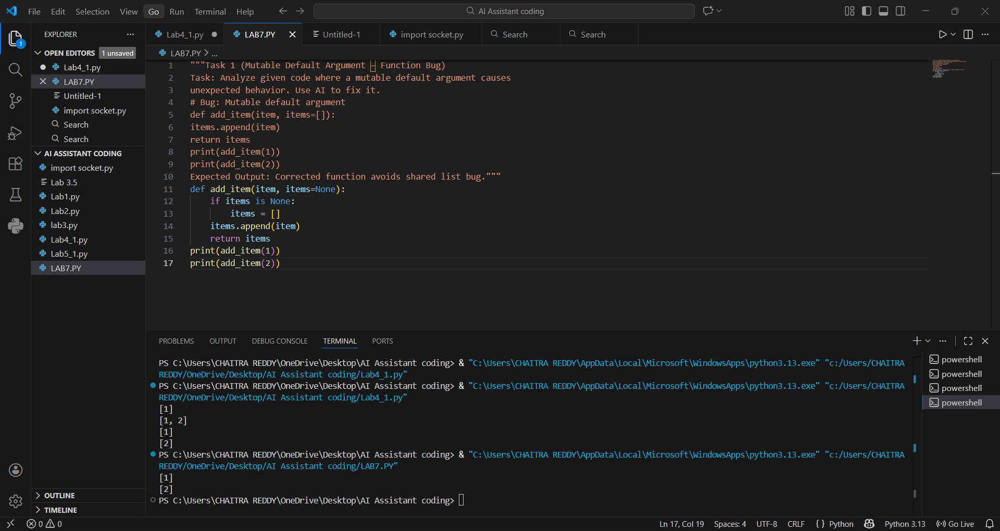 File Edit Selection View Go Run Terminal Help
AI Assistant coding
EXPLORER
1
OPEN EDITORS 1 unsaved
Lab4_1.py
LAB7.PY
Untitled-1
import socket.py
Search
Search
AI ASSISTANT CODING
import socket.py
Lab 3.5
Lab1.py
Lab2.py
lab3.py
Lab4_1.py
Lab5_1.py
LAB7.PY
OUTLINE
TIMELINE
Lab4_1.py LAB7.PY Untitled-1 import socket.py Search Search
LAB7.PY > ...
1 """Task 1 (Mutable Default Argument – Function Bug)
2 Task: Analyze given code where a mutable default argument causes
3 unexpected behavior. Use AI to fix it.
4 # Bug: Mutable default argument
5 def add_item(item, items=[]):
6 items.append(item)
7 return items
8 print(add_item(1))
9 print(add_item(2))
10 Expected Output: Corrected function avoids shared list bug."""
11 def add_item(item, items=None):
12     if items is None:
13         items = []
14     items.append(item)
15     return items
16 print(add_item(1))
17 print(add_item(2))
PROBLEMS OUTPUT DEBUG CONSOLE TERMINAL PORTS
PS C:\Users\CHAITRA REDDY\OneDrive\Desktop\AI Assistant coding> & "C:\Users\CHAITRA REDDY\AppData\Local\Microsoft\WindowsApps\python3.13.exe" "c:/Users/CHAITRA
REDDY/OneDrive/Desktop/AI Assistant coding/Lab4_1.py"
PS C:\Users\CHAITRA REDDY\OneDrive\Desktop\AI Assistant coding> & "C:\Users\CHAITRA REDDY\AppData\Local\Microsoft\WindowsApps\python3.13.exe" "c:/Users/CHAITRA
REDDY/OneDrive/Desktop/AI Assistant coding/Lab4_1.py"
[1]
[1, 2]
[1]
[2]
PS C:\Users\CHAITRA REDDY\OneDrive\Desktop\AI Assistant coding> & "C:\Users\CHAITRA REDDY\AppData\Local\Microsoft\WindowsApps\python3.13.exe" "c:/Users/CHAITRA
REDDY/OneDrive/Desktop/AI Assistant coding/LAB7.PY"
[1]
[2]
PS C:\Users\CHAITRA REDDY\OneDrive\Desktop\AI Assistant coding>
powershell
powershell
powershell
powershell
0 0 Ln 17, Col 19 Spaces: 4 UTF-8 CRLF {} Python Python 3.13 Go Live